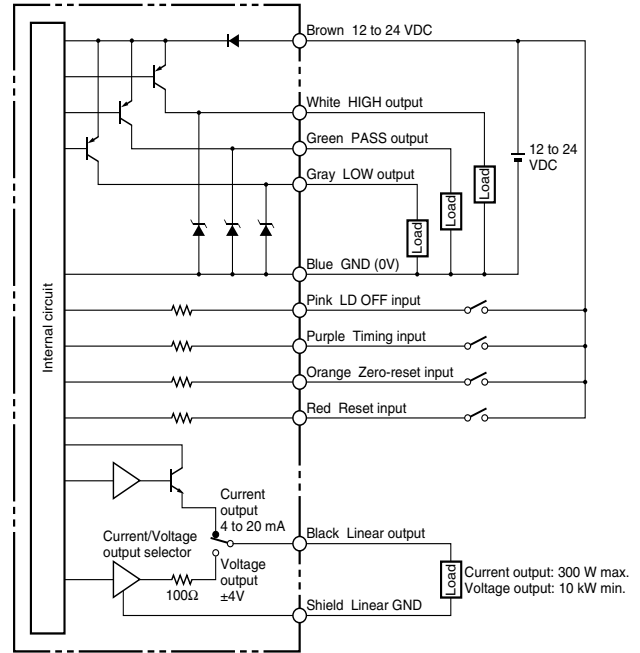 Brown 12 to 24 VDC
White HIGH output
Green PASS output
12 to 24
VDC
Gray LOW output
Load
Load
Load
Blue GND (0V)
Internal circuit
Pink LD OFF input
Purple Timing input
Orange Zero-reset input
Red Reset input
Current
output
4 to 20 mA
Black Linear output
Current/Voltage
output selector
Voltage
output
±4V
100Ω
Load
Current output: 300 W max.
Voltage output: 10 kW min.
Shield Linear GND